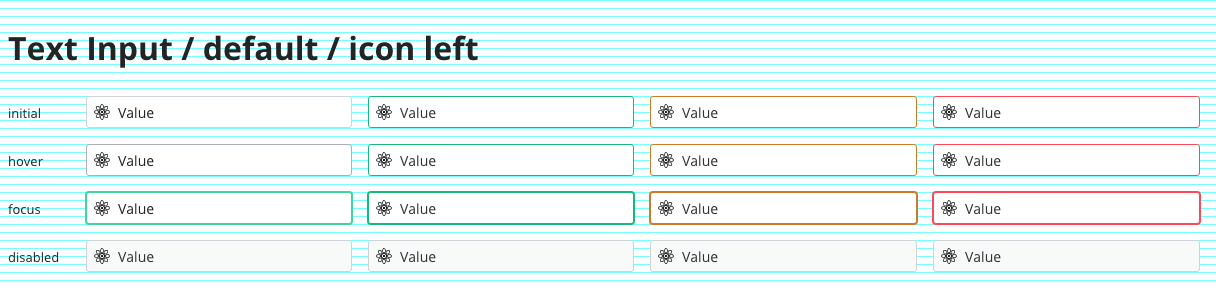 Text Input / default / icon left
initial Value Value Value Value
hover Value Value Value Value
focus Value Value Value Value
disabled Value Value Value Value